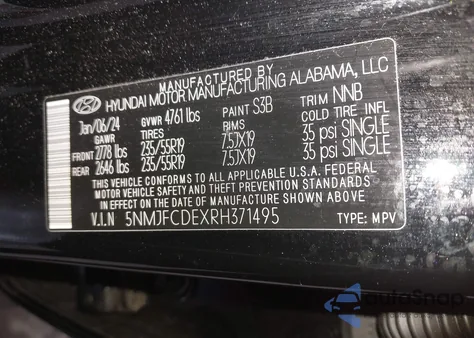 MANUFACTURED BY
HYUNDAI MOTOR MANUFACTURING ALABAMA, LLC
Jan/06/24 GVWR 4761 lbs PAINT S3B TRIM NNB
GAWR TIRES RIMS COLD TIRE INFL
FRONT 2778 lbs 235/55R19 7.5JX19 35 psi SINGLE
REAR 2646 lbs 235/55R19 7.5JX19 35 psi SINGLE
THIS VEHICLE CONFORMS TO ALL APPLICABLE U.S.A. FEDERAL
MOTOR VEHICLE SAFETY AND THEFT PREVENTION STANDARDS
IN EFFECT ON THE DATE OF MANUFACTURE SHOWN ABOVE.
V.I.N 5NMJFCDEXRH371495 TYPE: MPV
autoSnap